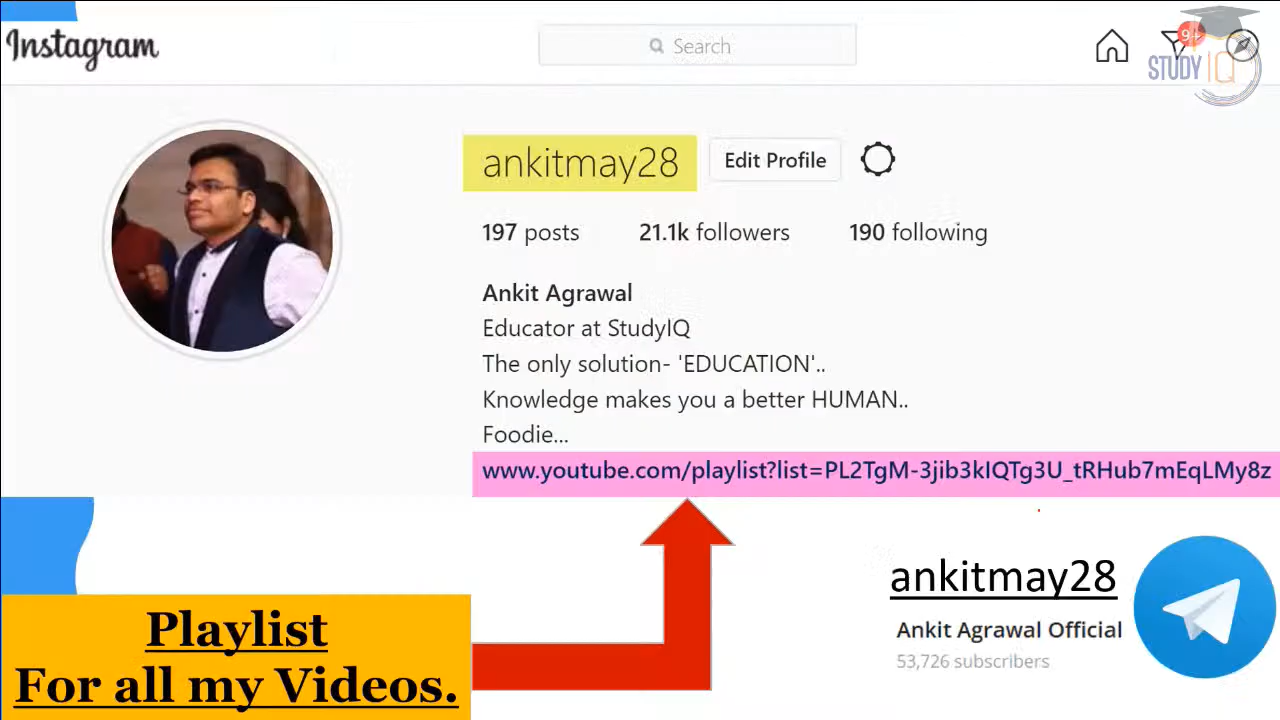 Instagram
Search
9+
STUDY IQ
ankitmay28
Edit Profile
197 posts 21.1k followers 190 following
Ankit Agrawal
Educator at StudyIQ
The only solution- 'EDUCATION'..
Knowledge makes you a better HUMAN..
Foodie...
www.youtube.com/playlist?list=PL2TgM-3jib3kIQTg3U_tRHub7mEqLMy8z
ankitmay28
Ankit Agrawal Official
53,726 subscribers
Playlist
For all my Videos.